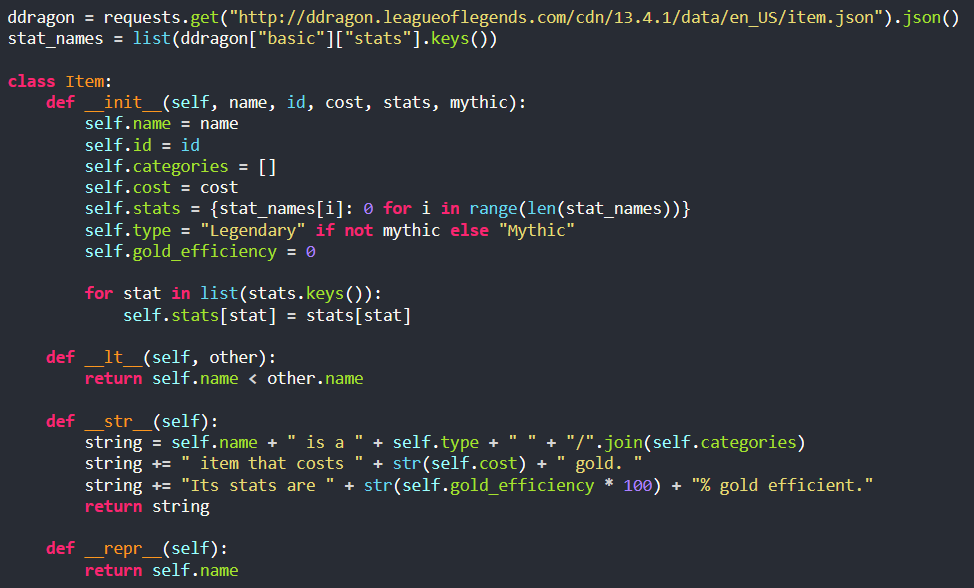 ddragon = requests.get("http://ddragon.leagueoflegends.com/cdn/13.4.1/data/en_US/item.json").json()
stat_names = list(ddragon["basic"]["stats"].keys())

class Item:
    def __init__(self, name, id, cost, stats, mythic):
        self.name = name
        self.id = id
        self.categories = []
        self.cost = cost
        self.stats = {stat_names[i]: 0 for i in range(len(stat_names))}
        self.type = "Legendary" if not mythic else "Mythic"
        self.gold_efficiency = 0

        for stat in list(stats.keys()):
            self.stats[stat] = stats[stat]

    def __lt__(self, other):
        return self.name < other.name

    def __str__(self):
        string = self.name + " is a " + self.type + " " + "/".join(self.categories)
        string += " item that costs " + str(self.cost) + " gold. "
        string += "Its stats are " + str(self.gold_efficiency * 100) + "% gold efficient."
        return string

    def __repr__(self):
        return self.name